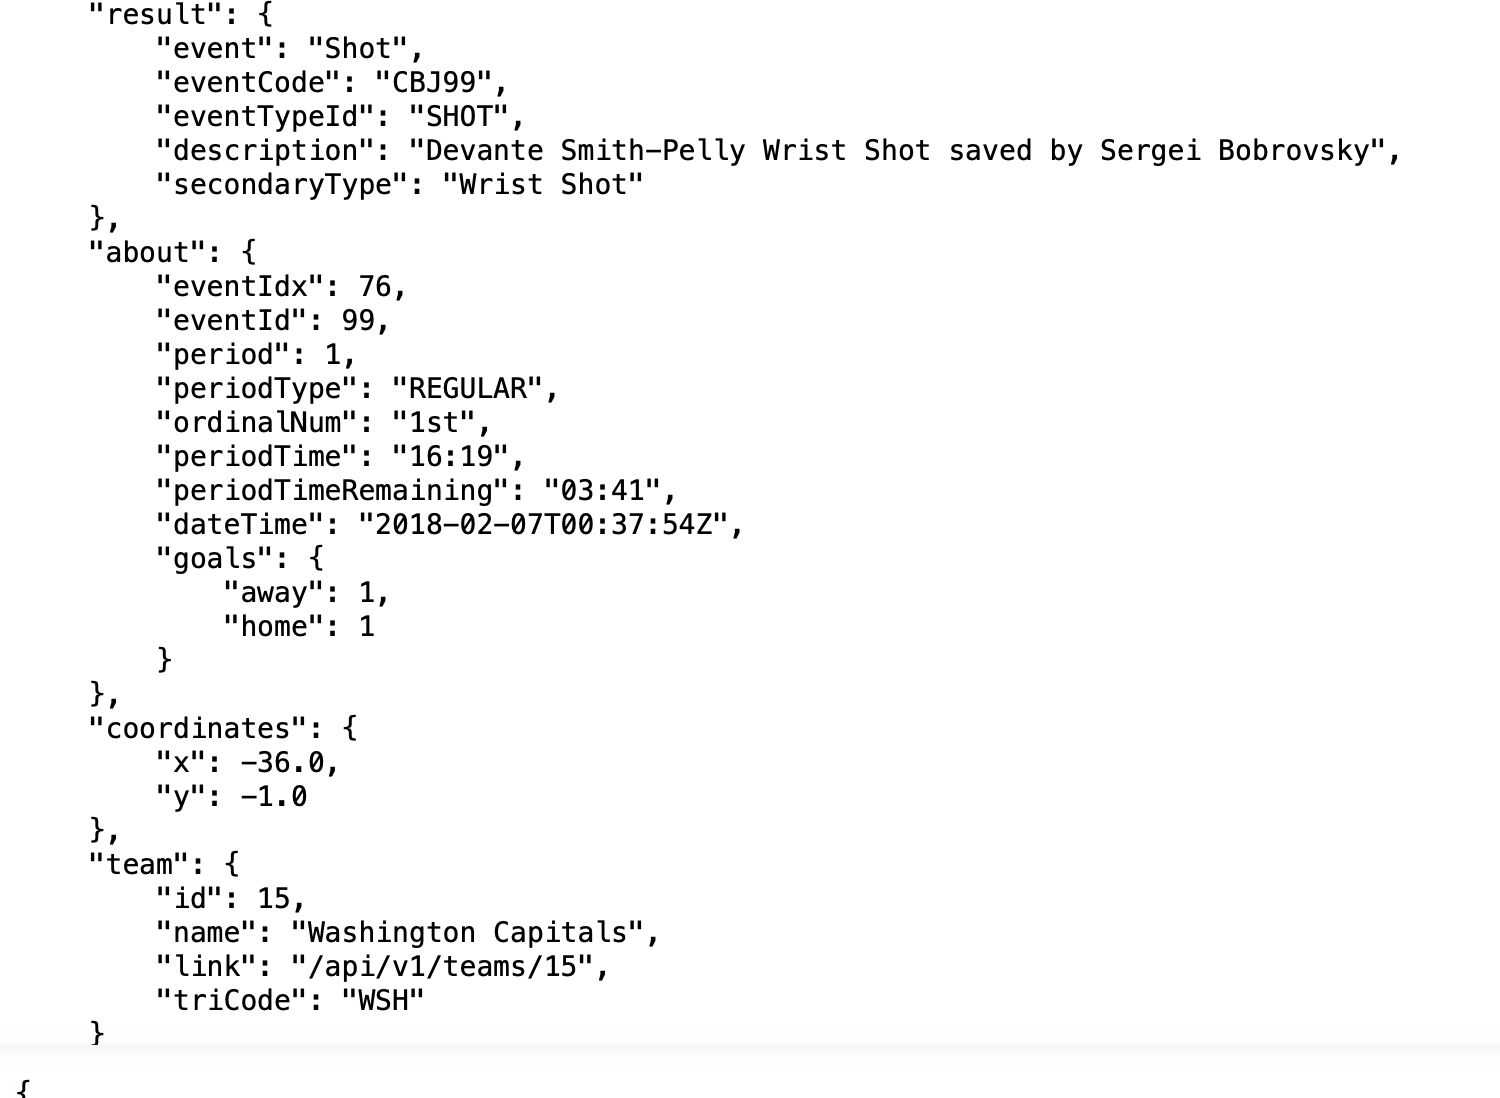 "result": {
"event": "Shot",
"eventCode": "CBJ99",
"eventTypeId": "SHOT",
"description": "Devante Smith-Pelly Wrist Shot saved by Sergei Bobrovsky",
"secondaryType": "Wrist Shot"
},
"about": {
"eventIdx": 76,
"eventId": 99,
"period": 1,
"periodType": "REGULAR",
"ordinalNum": "1st",
"periodTime": "16:19",
"periodTimeRemaining": "03:41",
"dateTime": "2018-02-07T00:37:54Z",
"goals": {
"away": 1,
"home": 1
}
},
"coordinates": {
"x": -36.0,
"y": -1.0
},
"team": {
"id": 15,
"name": "Washington Capitals",
"link": "/api/v1/teams/15",
"triCode": "WSH"
}
{